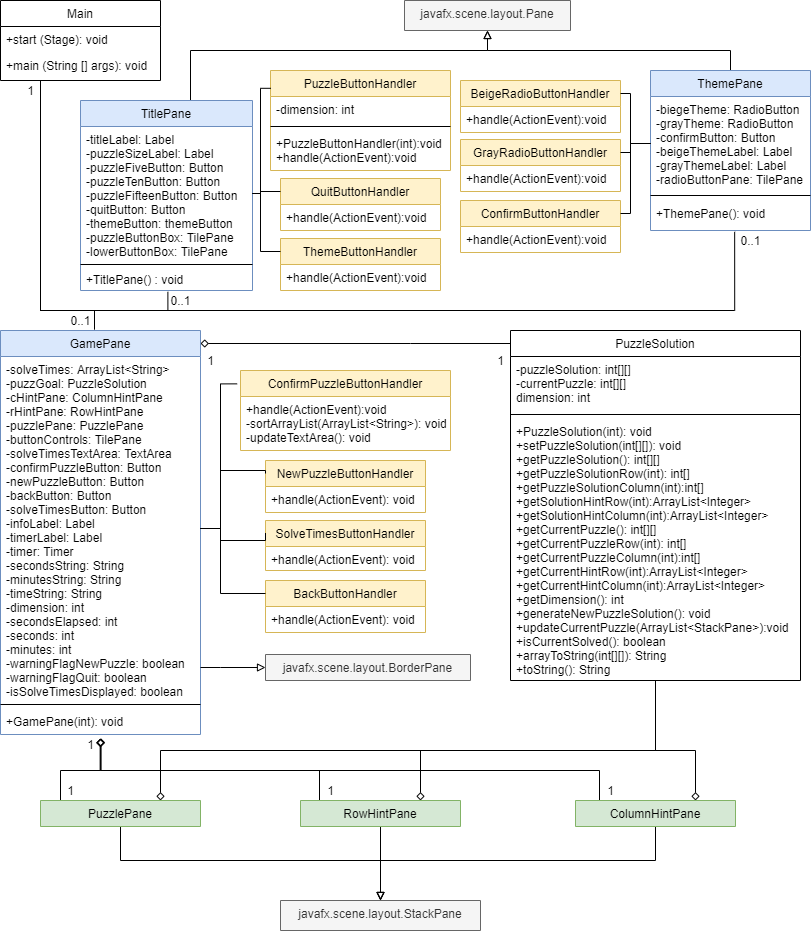 Main
+start (Stage): void
+main (String [] args): void
1
javafx.scene.layout.Pane
TitlePane
-titleLabel: Label
-puzzleSizeLabel: Label
-puzzleFiveButton: Button
-puzzleTenButton: Button
-puzzleFifteenButton: Button
-quitButton: Button
-themeButton: themeButton
-puzzleButtonBox: TilePane
-lowerButtonBox: TilePane
+TitlePane() : void
0..1
PuzzleButtonHandler
-dimension: int
+PuzzleButtonHandler(int):void
+handle(ActionEvent):void
QuitButtonHandler
+handle(ActionEvent):void
ThemeButtonHandler
+handle(ActionEvent):void
BeigeRadioButtonHandler
+handle(ActionEvent):void
GrayRadioButtonHandler
+handle(ActionEvent):void
ConfirmButtonHandler
+handle(ActionEvent):void
ThemePane
-biegeTheme: RadioButton
-grayTheme: RadioButton
-confirmButton: Button
-beigeThemeLabel: Label
-grayThemeLabel: Label
-radioButtonPane: TilePane
+ThemePane(): void
0..1
0..1
GamePane
-solveTimes: ArrayList<String>
-puzzGoal: PuzzleSolution
-cHintPane: ColumnHintPane
-rHintPane: RowHintPane
-puzzlePane: PuzzlePane
-buttonControls: TilePane
-solveTimesTextArea: TextArea
-confirmPuzzleButton: Button
-newPuzzleButton: Button
-backButton: Button
-solveTimesButton: Button
-infoLabel: Label
-timerLabel: Label
-timer: Timer
-secondsString: String
-minutesString: String
-timeString: String
-dimension: int
-secondsElapsed: int
-seconds: int
-minutes: int
-warningFlagNewPuzzle: boolean
-warningFlagQuit: boolean
-isSolveTimesDisplayed: boolean
+GamePane(int): void
1
1
ConfirmPuzzleButtonHandler
+handle(ActionEvent):void
-sortArrayList(ArrayList<String>): void
-updateTextArea(): void
NewPuzzleButtonHandler
+handle(ActionEvent): void
SolveTimesButtonHandler
+handle(ActionEvent): void
BackButtonHandler
+handle(ActionEvent): void
javafx.scene.layout.BorderPane
PuzzleSolution
-puzzleSolution: int[][]
-currentPuzzle: int[][]
dimension: int
+PuzzleSolution(int): void
+setPuzzleSolution(int[][]): void
+getPuzzleSolution(): int[][]
+getPuzzleSolutionRow(int): int[]
+getPuzzleSolutionColumn(int):int[]
+getSolutionHintRow(int):ArrayList<Integer>
+getSolutionHintColumn(int):ArrayList<Integer>
+getCurrentPuzzle(): int[][]
+getCurrentPuzzleRow(int): int[]
+getCurrentPuzzleColumn(int):int[]
+getCurrentHintRow(int):ArrayList<Integer>
+getCurrentHintColumn(int):ArrayList<Integer>
+getDimension(): int
+generateNewPuzzleSolution(): void
+updateCurrentPuzzle(ArrayList<StackPane>):void
+isCurrentSolved(): boolean
+arrayToString(int[][]): String
+toString(): String
1
1
1
1
PuzzlePane
RowHintPane
ColumnHintPane
javafx.scene.layout.StackPane